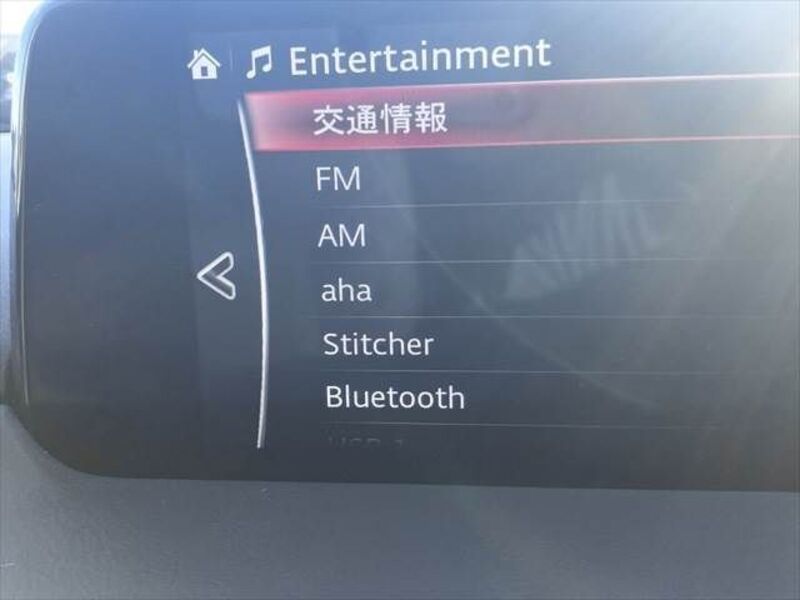 Entertainment
交通情報
FM
AM
aha
Stitcher
Bluetooth